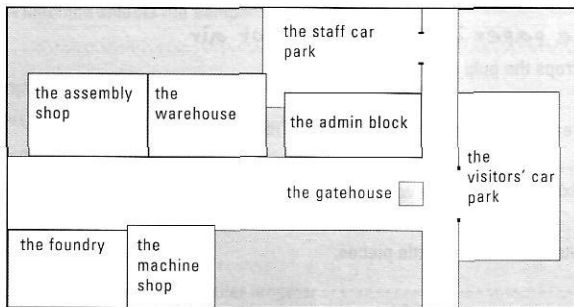 the staff car
park
the assembly
shop
the
warehouse
the admin block
the
visitors' car
park
the gatehouse
the foundry
the
machine
shop